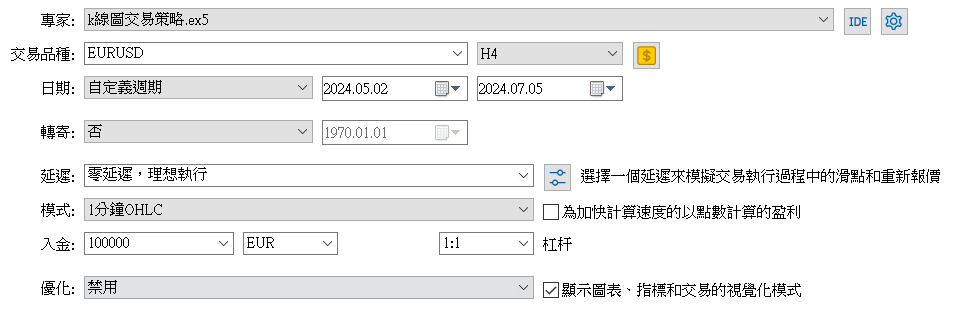 專家: k線圖交易策略.ex5 IDE
交易品種: EURUSD H4 $
日期: 自定義週期 2024.05.02 2024.07.05
轉寄: 否 1970.01.01
延遲: 零延遲，理想執行 選擇一個延遲來模擬交易執行過程中的滑點和重新報價
模式: 1分鐘OHLC 為加快計算速度的以點數計算的盈利
入金: 100000 EUR 1:1 槓杆
優化: 禁用 顯示圖表、指標和交易的視覺化模式